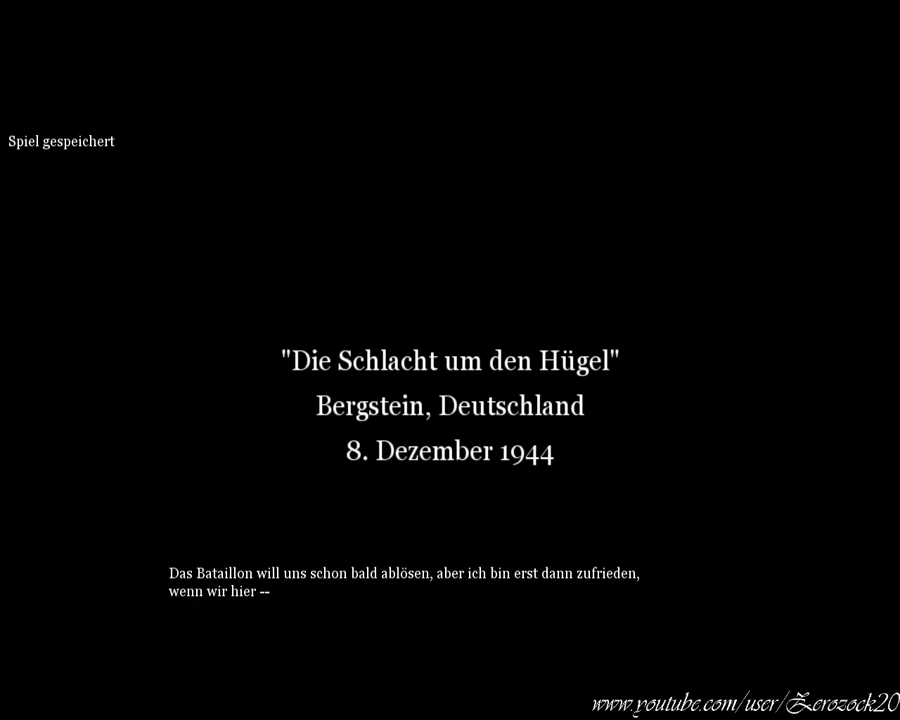 Spiel gespeichert
"Die Schlacht um den Hügel"
Bergstein, Deutschland
8. Dezember 1944
Das Bataillon will uns schon bald ablösen, aber ich bin erst dann zufrieden,
wenn wir hier --
www.youtube.com/user/Zerozock20